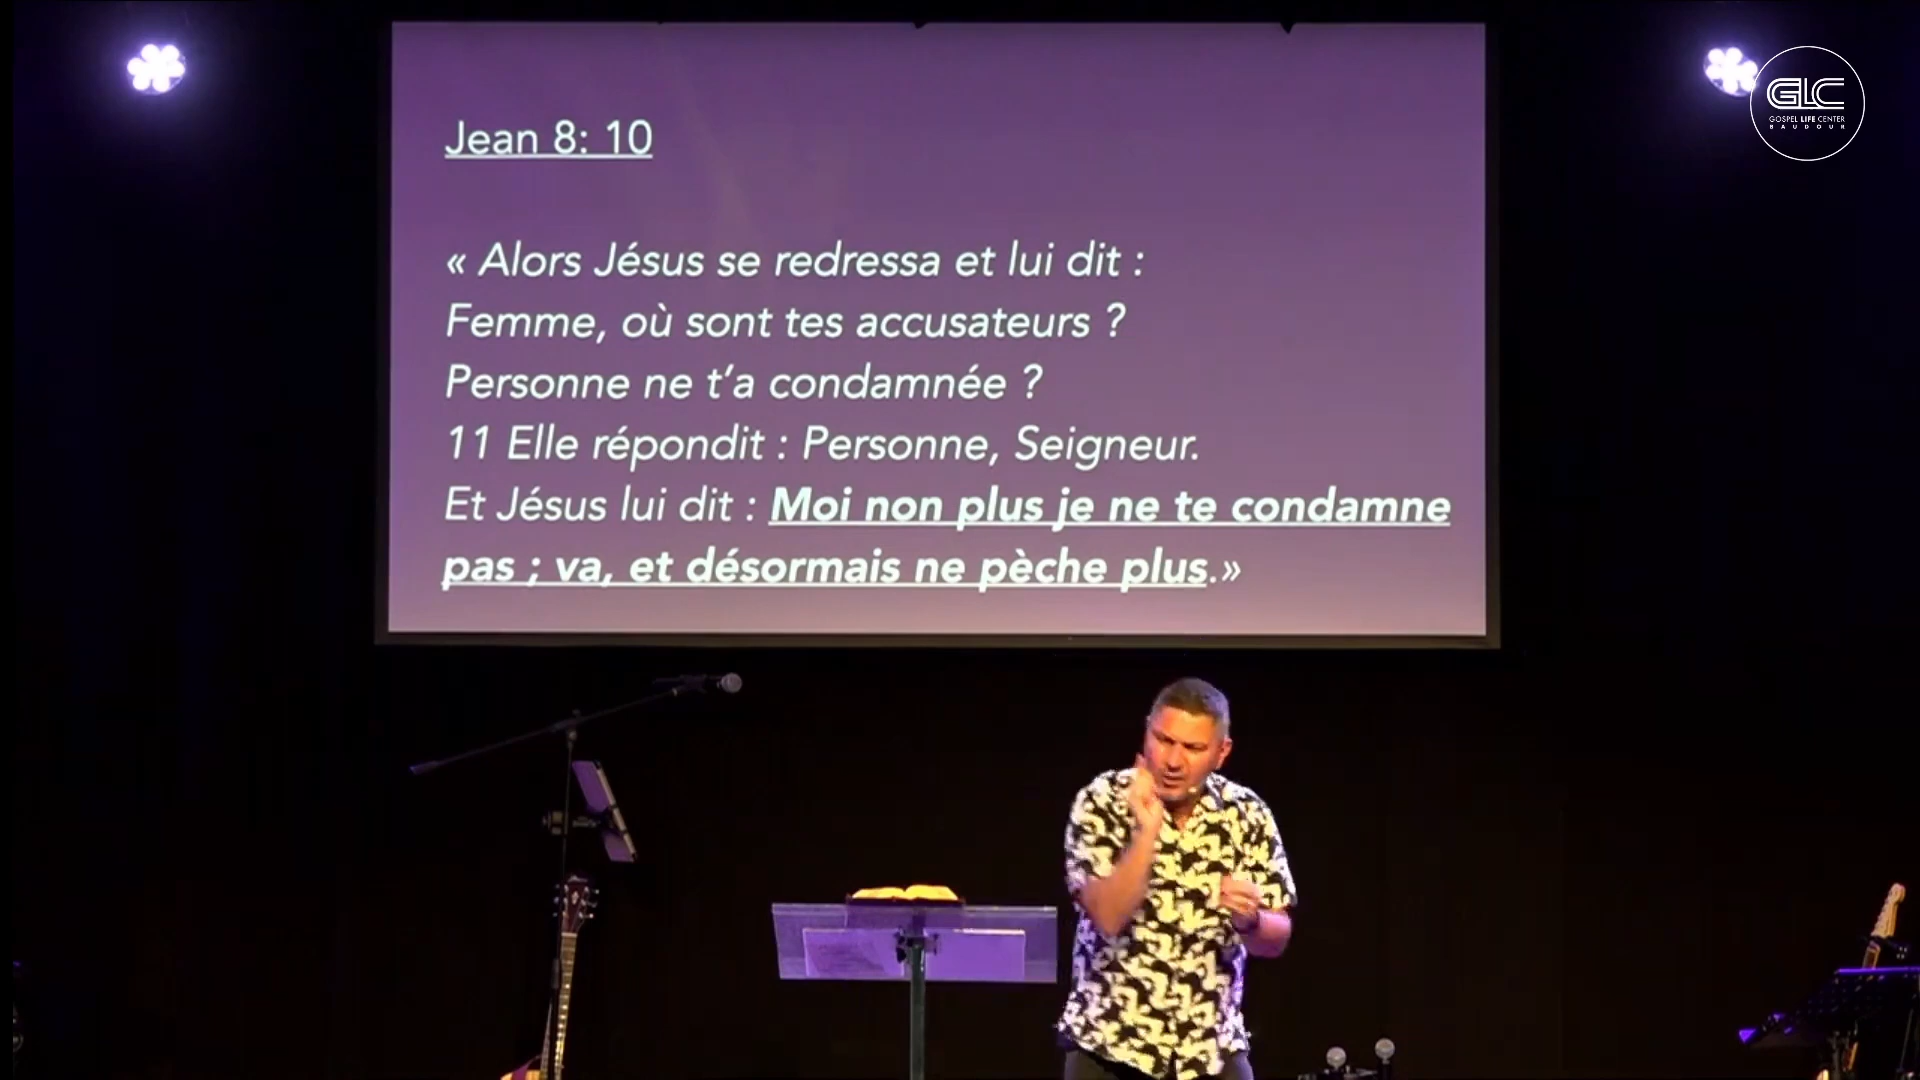 Jean 8: 10
« Alors Jésus se redressa et lui dit :
Femme, où sont tes accusateurs ?
Personne ne t’a condamnée ?
11 Elle répondit : Personne, Seigneur.
Et Jésus lui dit : Moi non plus je ne te condamne
pas ; va, et désormais ne pèche plus.»
GLC
GOSPEL LIFE CENTER
BAUDOUR